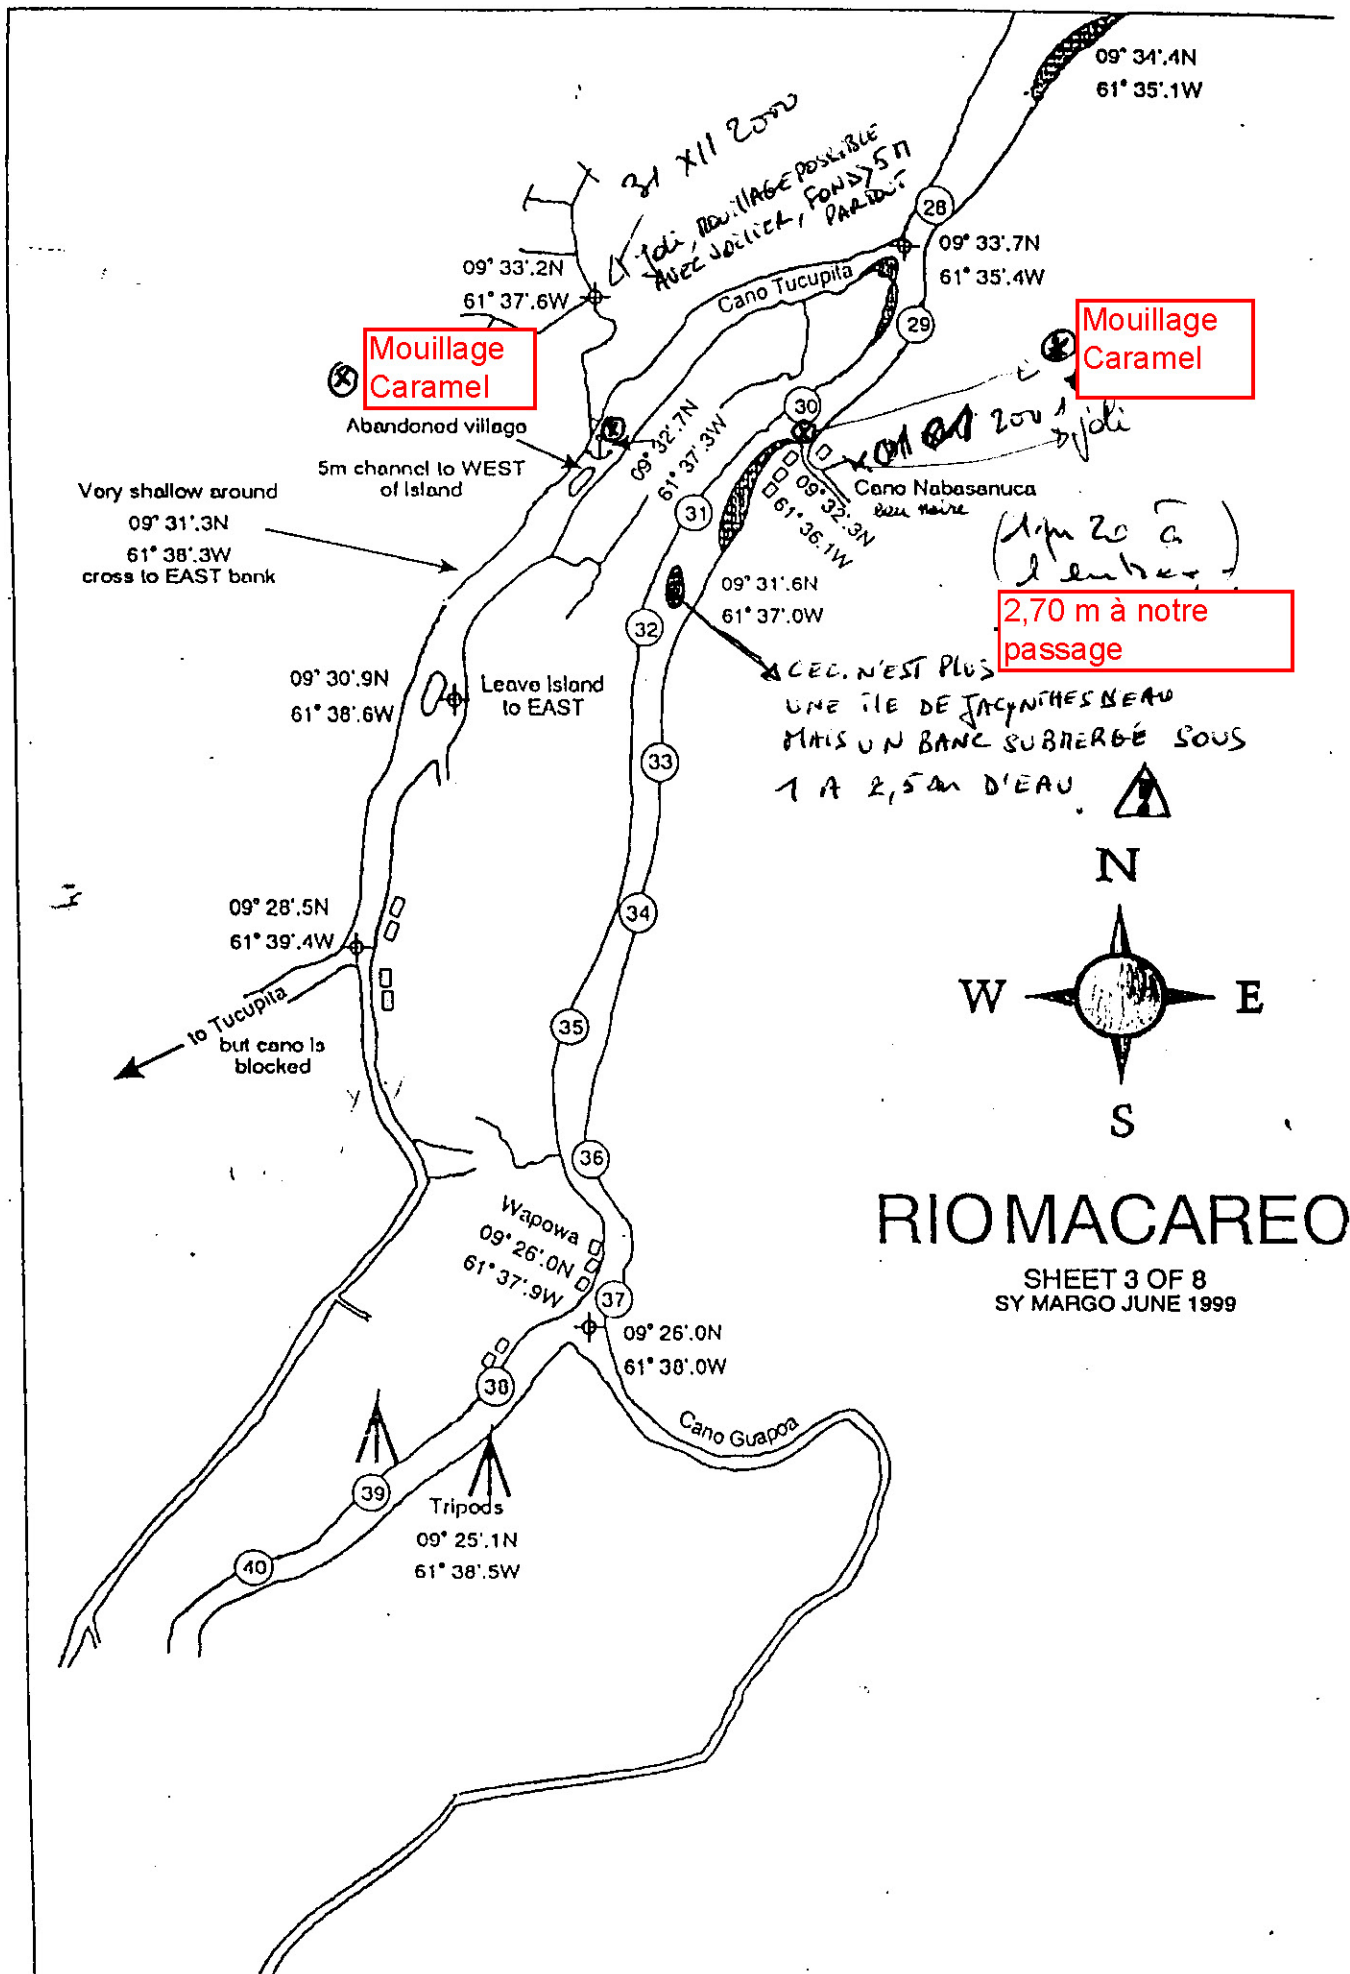 09° 34'.4N
61° 35'.1W
31 XII 2000
joli, MOUILLAGE POSSIBLE
AVEC VOILIER, FOND > 5 M
PARTOUT
28
09° 33'.7N
61° 35'.4W
09° 33'.2N
61° 37'.6W
Cano Tucupita
29
Mouillage
Caramel
Mouillage
Caramel
30
2001
joli
Abandoned village
5m channel to WEST
of Island
09° 32'.7N
61° 37'.3W
Very shallow around
09° 31'.3N
61° 38'.3W
cross to EAST bank
Cano Nabasanuca
eau noire
09° 32'.3N
61° 36.1W
31
à
l'entrée
09° 31'.6N
61° 37'.0W
2,70 m à notre
passage
32
CECI N'EST PLUS
UNE ÎLE DE JACYNTHES D'EAU
MAIS UN BANC SUBMERGÉ SOUS
1 A 2,5 m D'EAU
09° 30'.9N
61° 38'.6W
Leave Island
to EAST
33
N
W
E
S
34
09° 28'.5N
61° 39'.4W
to Tucupita
but cano is
blocked
35
36
RIO MACAREO
SHEET 3 OF 8
SY MARGO JUNE 1999
Wapowa
09° 26'.0N
61° 37'.9W
37
09° 26'.0N
61° 38'.0W
38
Cano Guapoa
39
Tripods
09° 25'.1N
61° 38'.5W
40